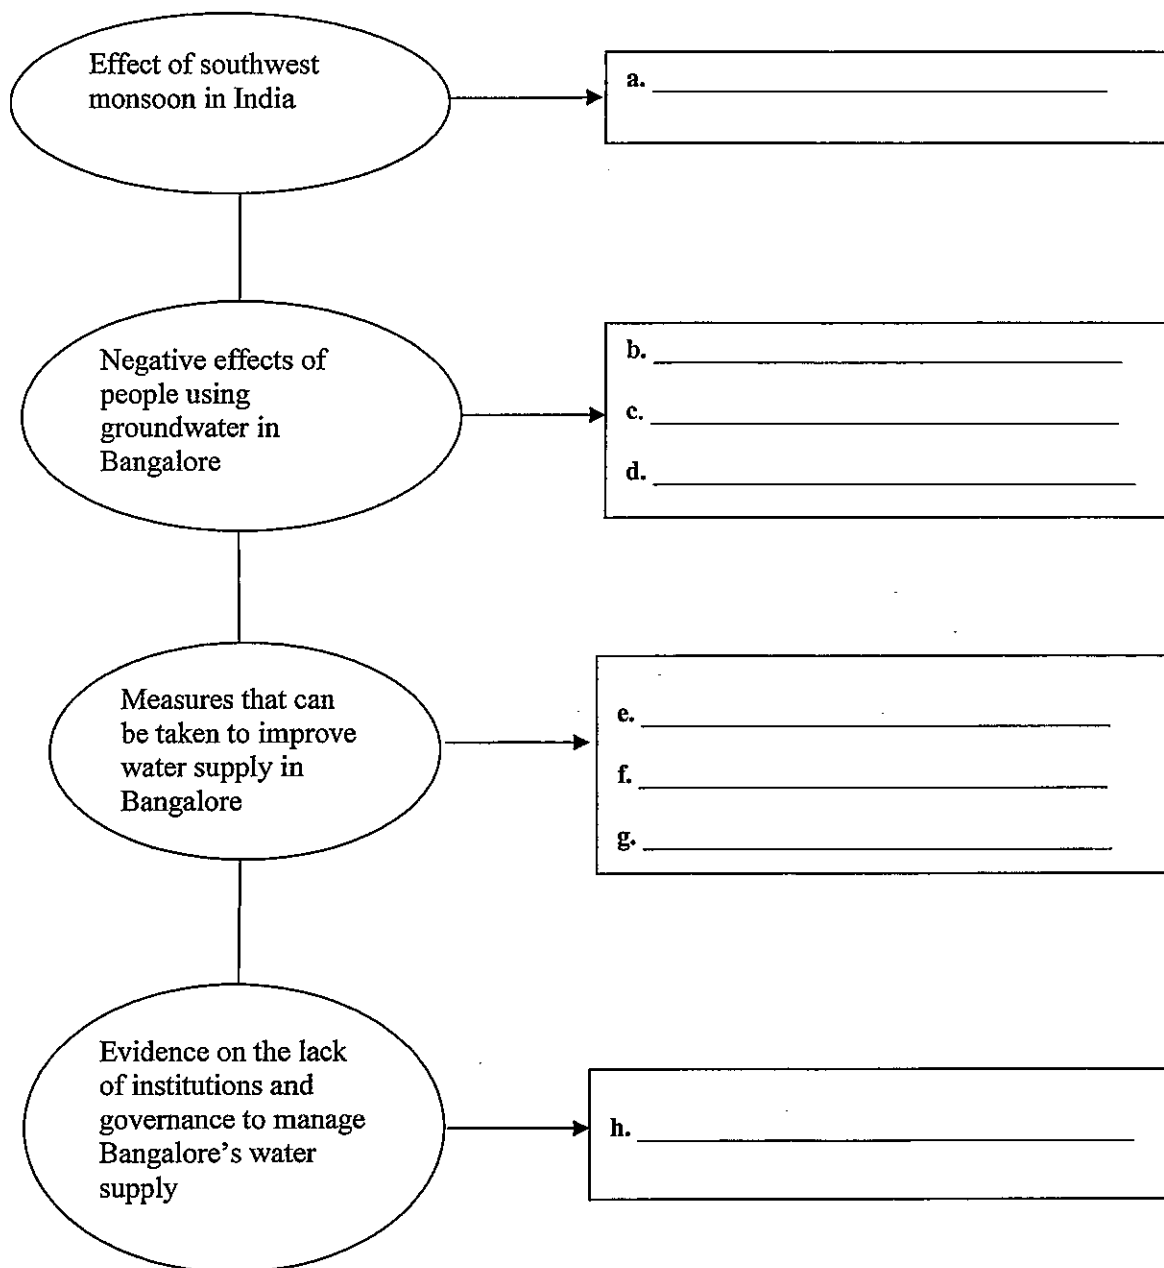 Effect of southwest
monsoon in India
a.
Negative effects of
people using
groundwater in
Bangalore
b.
c.
d.
Measures that can
be taken to improve
water supply in
Bangalore
e.
f.
g.
Evidence on the lack
of institutions and
governance to manage
Bangalore's water
supply
h.